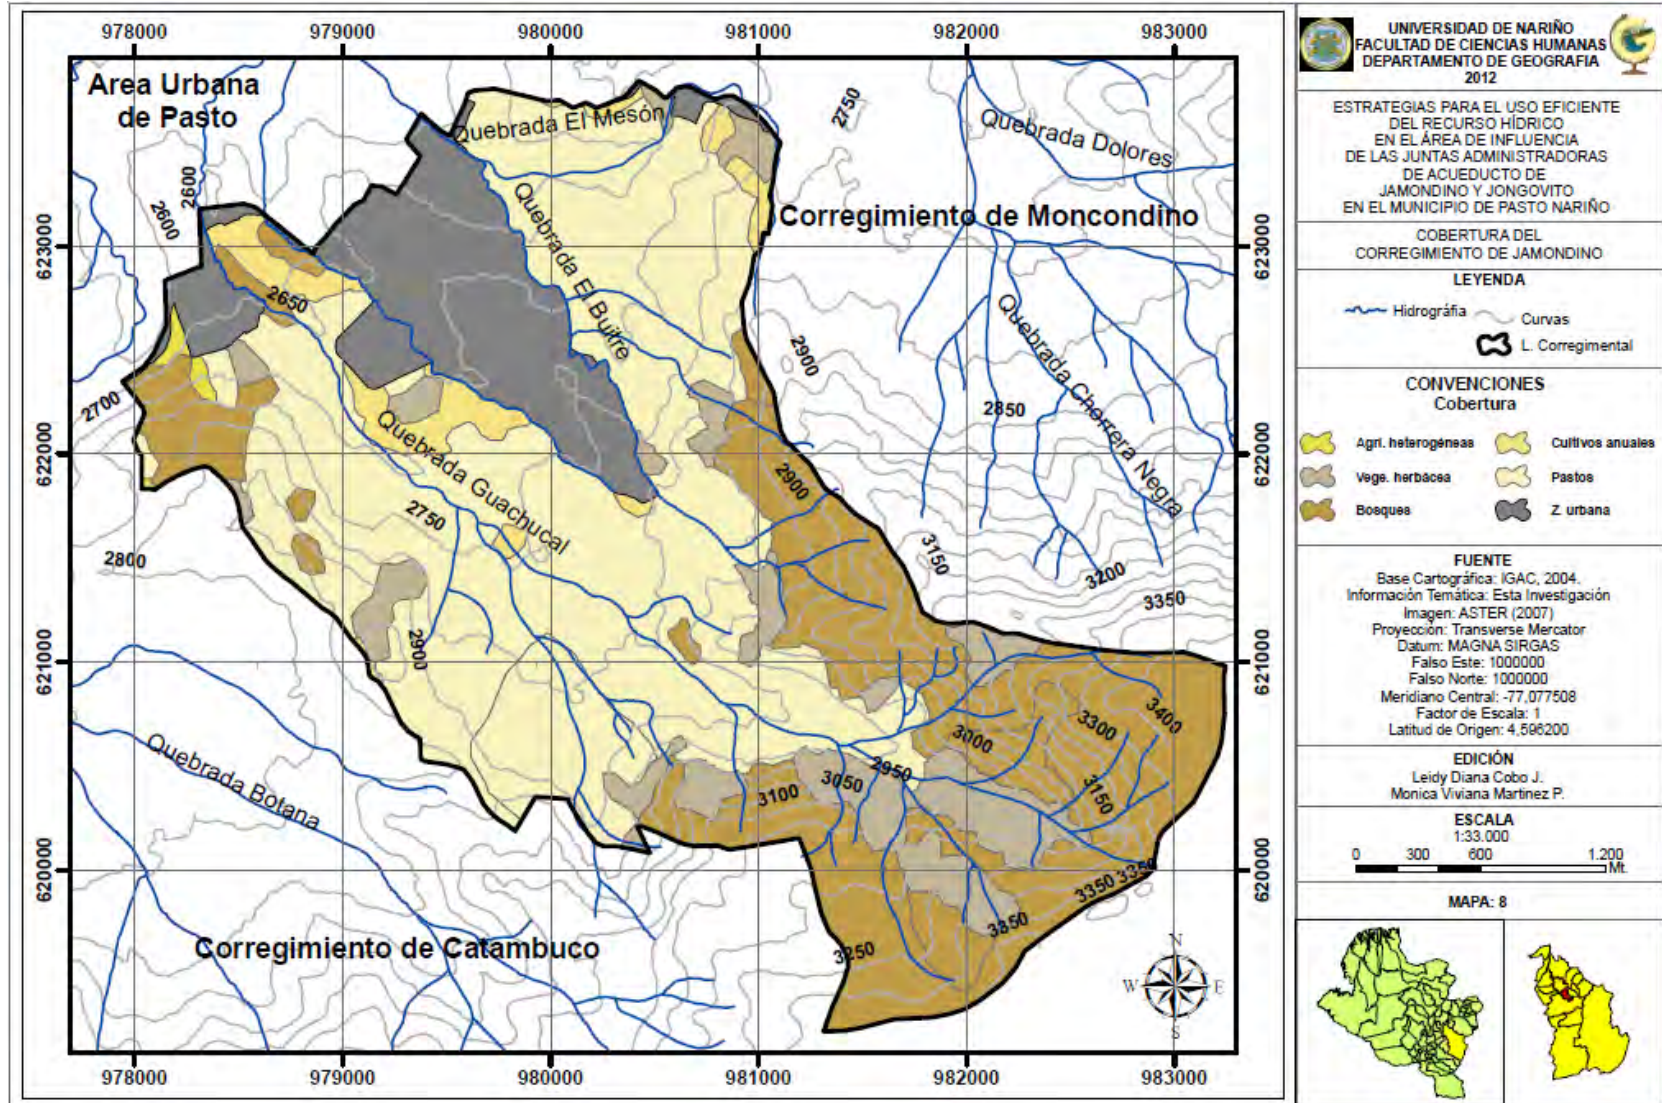 978000 979000 980000 981000 982000 983000
Area Urbana
de Pasto
Quebrada El Mesón
2750
Quebrada Dolores
2600
2600
623000
Corregimiento de Moncondino
623000
Quebrada El Buitre
2650
Quebrada Chorrera Negra
2900
2700
2850
622000
Quebrada Guachucal
2900
622000
2750
2800
3150
3200
3350
621000
2900
621000
3400
3300
3000
Quebrada Botana
2950
3050
3100
3150
620000
3350
3350
620000
3350
Corregimiento de Catambuco
3250
N
W E
S
978000 979000 980000 981000 982000 983000
UNIVERSIDAD DE NARIÑO
FACULTAD DE CIENCIAS HUMANAS
DEPARTAMENTO DE GEOGRAFIA
2012
ESTRATEGIAS PARA EL USO EFICIENTE
DEL RECURSO HÍDRICO
EN EL ÁREA DE INFLUENCIA
DE LAS JUNTAS ADMINISTRADORAS
DE ACUEDUCTO DE
JAMONDINO Y JONGOVITO
EN EL MUNICIPIO DE PASTO NARIÑO
COBERTURA DEL
CORREGIMIENTO DE JAMONDINO
LEYENDA
Hidrográfia Curvas
L. Corregimental
CONVENCIONES
Cobertura
Agri. heterogéneas Cultivos anuales
Vege. herbácea Pastos
Bosques Z. urbana
FUENTE
Base Cartográfica: IGAC, 2004.
Información Temática: Esta Investigación
Imagen: ASTER (2007)
Proyección: Transverse Mercator
Datum: MAGNA SIRGAS
Falso Este: 1000000
Falso Norte: 1000000
Meridiano Central: -77,077508
Factor de Escala: 1
Latitud de Origen: 4,596200
EDICIÓN
Leidy Diana Cobo J.
Monica Viviana Martinez P.
ESCALA
1:33.000
0 300 600 1.200
Mt.
MAPA: 8